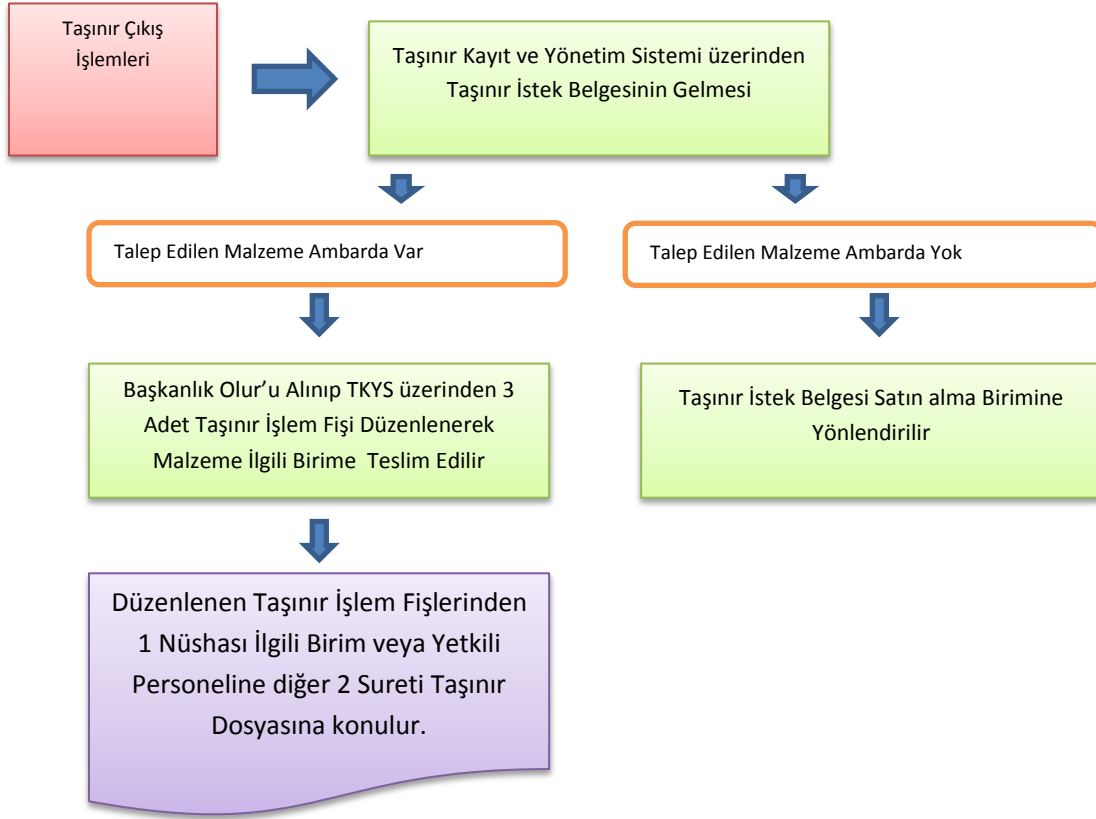 Taşınır Çıkış
İşlemleri
Taşınır Kayıt ve Yönetim Sistemi üzerinden
Taşınır İstek Belgesinin Gelmesi
Talep Edilen Malzeme Ambarda Var
Talep Edilen Malzeme Ambarda Yok
Başkanlık Olur’u Alınıp TKYS üzerinden 3
Adet Taşınır İşlem Fişi Düzenlenerek
Malzeme İlgili Birime Teslim Edilir
Taşınır İstek Belgesi Satın alma Birimine
Yönlendirilir
Düzenlenen Taşınır İşlem Fişlerinden
1 Nüshası İlgili Birim veya Yetkili
Personeline diğer 2 Sureti Taşınır
Dosyasına konulur.